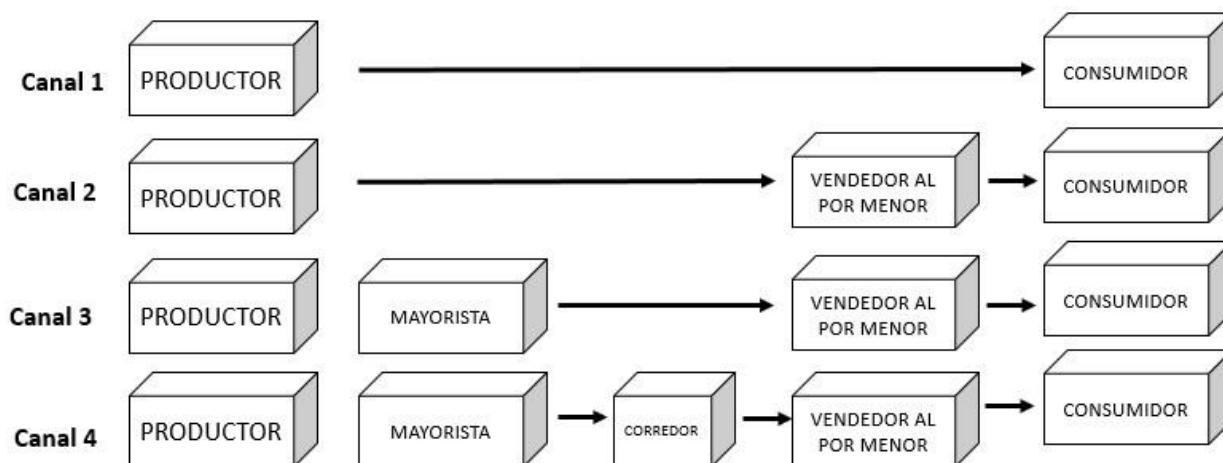 Canal 1
PRODUCTOR
CONSUMIDOR
Canal 2
PRODUCTOR
VENDEDOR AL
POR MENOR
CONSUMIDOR
Canal 3
PRODUCTOR
MAYORISTA
VENDEDOR AL
POR MENOR
CONSUMIDOR
Canal 4
PRODUCTOR
MAYORISTA
CORREDOR
VENDEDOR AL
POR MENOR
CONSUMIDOR